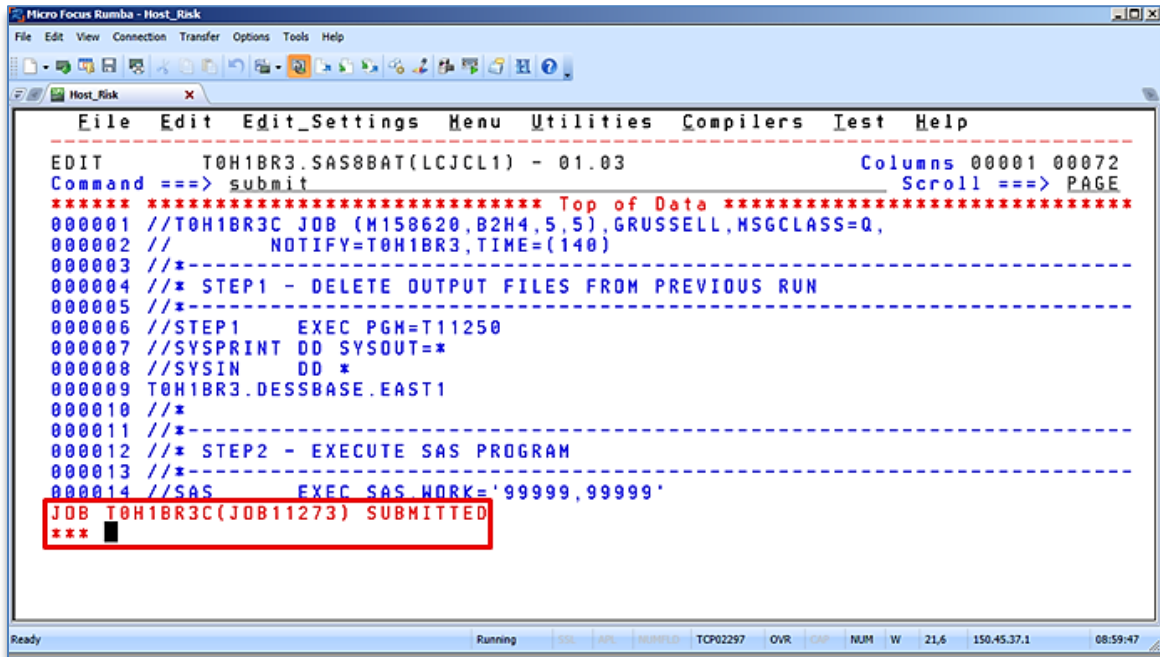 Micro Focus Rumba - Host_Risk
File Edit View Connection Transfer Options Tools Help
Host_Risk x
File Edit Edit_Settings Menu Utilities Compilers Test Help
EDIT T0H1BR3.SAS8BAT(LCJCL1) - 01.03 Columns 00001 00072
Command ===> submit Scroll ===> PAGE
****** ***************************** Top of Data *****************************
000001 //T0H1BR3C JOB (M158620,B2H4,5,5),GRUSSELL,MSGCLASS=Q,
000002 // NOTIFY=T0H1BR3,TIME=(140)
000003 //*---------------------------------------------------------------------
000004 //* STEP1 - DELETE OUTPUT FILES FROM PREVIOUS RUN
000005 //*---------------------------------------------------------------------
000006 //STEP1 EXEC PGM=T11250
000007 //SYSPRINT DD SYSOUT=*
000008 //SYSIN DD *
000009 T0H1BR3.DESSBASE.EAST1
000010 //*
000011 //*---------------------------------------------------------------------
000012 //* STEP2 - EXECUTE SAS PROGRAM
000013 //*---------------------------------------------------------------------
000014 //SAS EXEC SAS,WORK='99999,99999'
JOB T0H1BR3C(JOB11273) SUBMITTED
***
Ready Running SSL APL NUMFLD TCP02297 OVR CAP NUM W 21,6 150.45.37.1 08:59:47